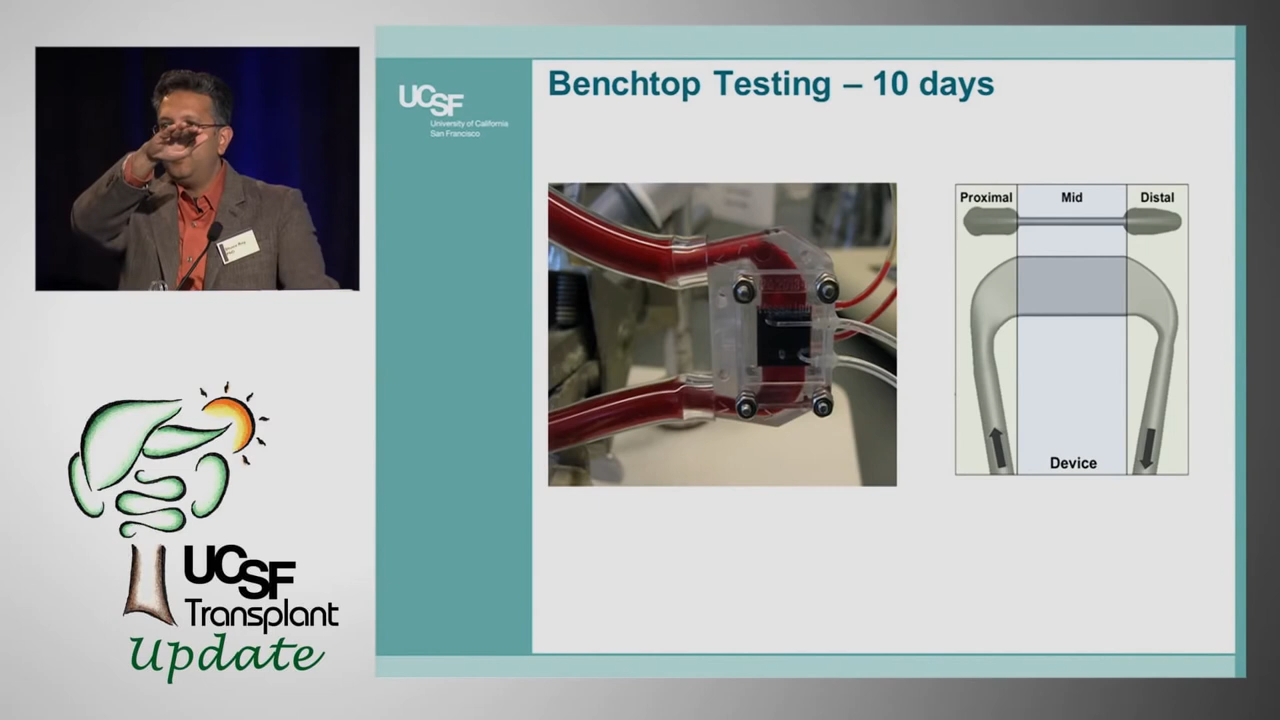 UCSF
University of California
San Francisco
Benchtop Testing – 10 days
Proximal
Mid
Distal
Device
UCSF
Transplant
Update